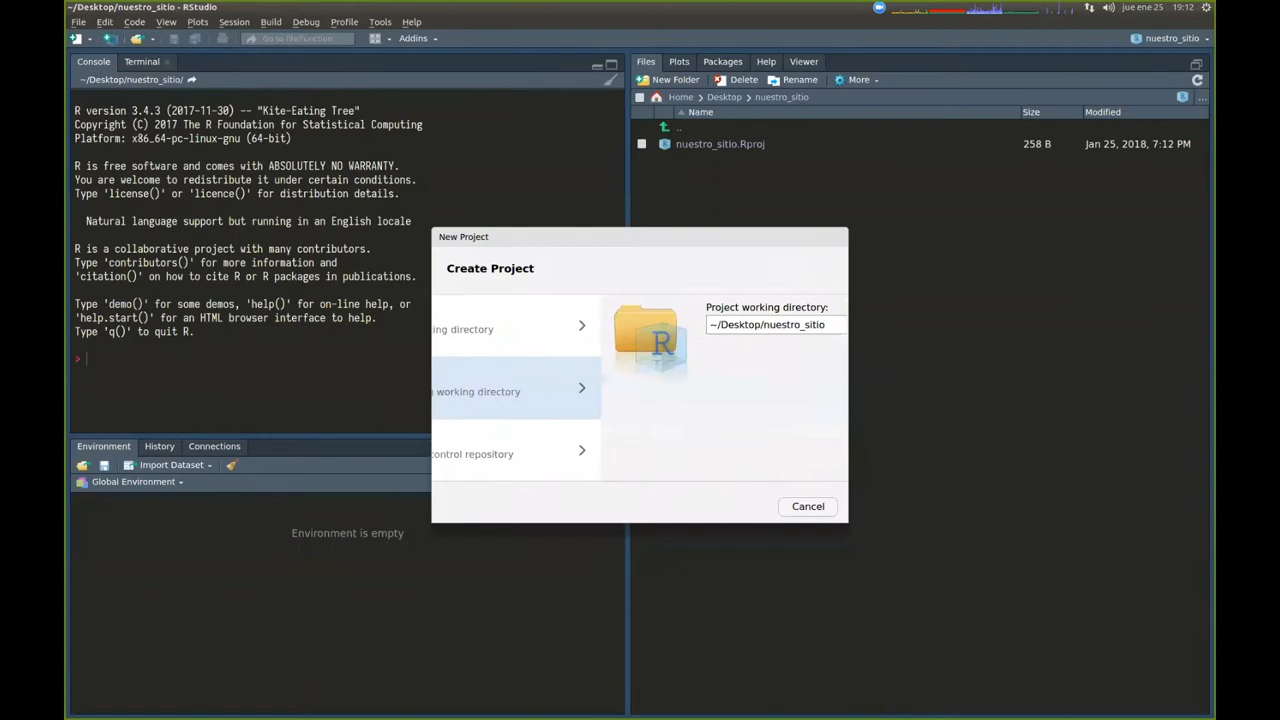 ~/Desktop/nuestro_sitio - RStudio
jue ene 25 19:12
File Edit Code View Plots Session Build Debug Profile Tools Help
Go to file/function
Addins
nuestro_sitio
Console Terminal
~/Desktop/nuestro_sitio/
R version 3.4.3 (2017-11-30) -- "Kite-Eating Tree"
Copyright (C) 2017 The R Foundation for Statistical Computing
Platform: x86_64-pc-linux-gnu (64-bit)
R is free software and comes with ABSOLUTELY NO WARRANTY.
You are welcome to redistribute it under certain conditions.
Type 'license()' or 'licence()' for distribution details.
Natural language support but running in an English locale
R is a collaborative project with many contributors.
Type 'contributors()' for more information and
'citation()' on how to cite R or R packages in publications.
Type 'demo()' for some demos, 'help()' for on-line help, or
'help.start()' for an HTML browser interface to help.
Type 'q()' to quit R.
>
Environment History Connections
Import Dataset
Global Environment
Environment is empty
Files Plots Packages Help Viewer
New Folder Delete Rename More
Home Desktop nuestro_sitio
...
Name Size Modified
..
nuestro_sitio.Rproj 258 B Jan 25, 2018, 7:12 PM
New Project
Create Project
ing directory
working directory
ontrol repository
Project working directory:
~/Desktop/nuestro_sitio
R
Cancel